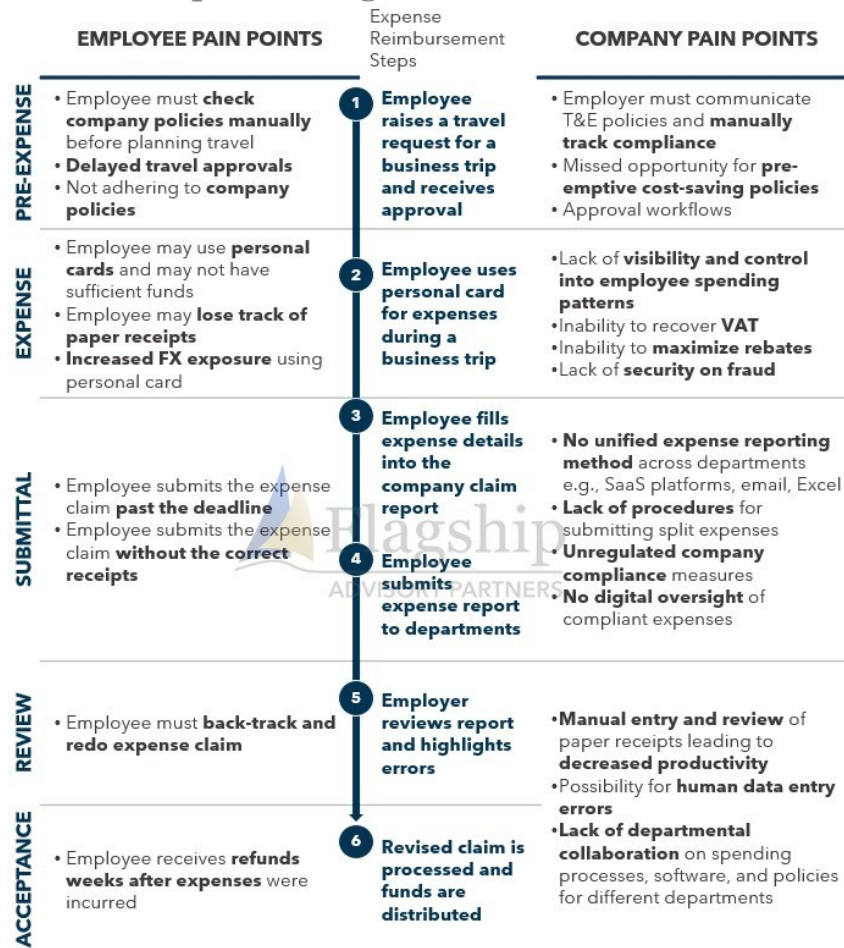 Expense
Reimbursement
Steps
EMPLOYEE PAIN POINTS
COMPANY PAIN POINTS
PRE-EXPENSE
• Employee must check
company policies manually
before planning travel
• Delayed travel approvals
• Not adhering to company
policies
1
Employee
raises a travel
request for a
business trip
and receives
approval
• Employer must communicate
T&E policies and manually
track compliance
• Missed opportunity for pre-
emptive cost-saving policies
• Approval workflows
EXPENSE
• Employee may use personal
cards and may not have
sufficient funds
• Employee may lose track of
paper receipts
• Increased FX exposure using
personal card
2
Employee uses
personal card
for expenses
during a
business trip
•Lack of visibility and control
into employee spending
patterns
•Inability to recover VAT
•Inability to maximize rebates
•Lack of security on fraud
SUBMITTAL
• Employee submits the expense
claim past the deadline
• Employee submits the expense
claim without the correct
receipts
3
Employee fills
expense details
into the
company claim
report
4
Employee
submits
expense report
to departments
Flagship
ADVISORY PARTNERS
• No unified expense reporting
method across departments
e.g., SaaS platforms, email, Excel
• Lack of procedures for
submitting split expenses
• Unregulated company
compliance measures
• No digital oversight of
compliant expenses
REVIEW
• Employee must back-track and
redo expense claim
5
Employer
reviews report
and highlights
errors
•Manual entry and review of
paper receipts leading to
decreased productivity
•Possibility for human data entry
errors
•Lack of departmental
collaboration on spending
processes, software, and policies
for different departments
ACCEPTANCE
• Employee receives refunds
weeks after expenses were
incurred
6
Revised claim is
processed and
funds are
distributed